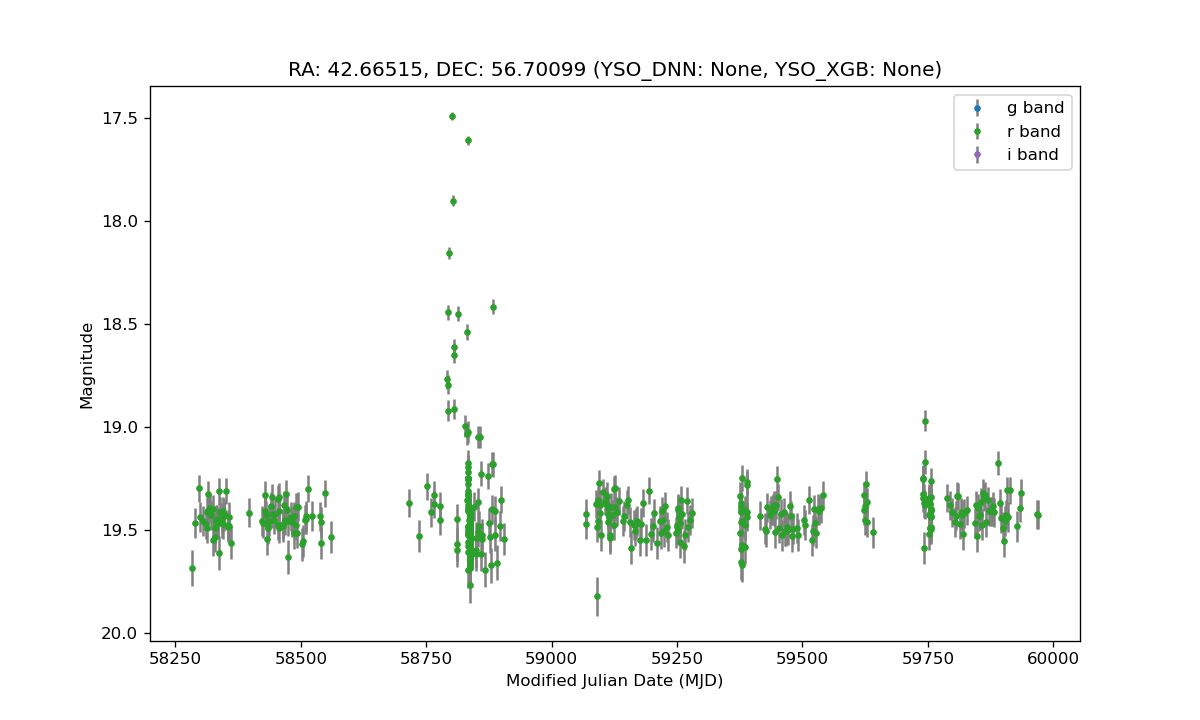 RA: 42.66515, DEC: 56.70099 (YSO_DNN: None, YSO_XGB: None)
g band
r band
i band
17.5
18.0
18.5
19.0
19.5
20.0
Magnitude
58250 58500 58750 59000 59250 59500 59750 60000
Modified Julian Date (MJD)